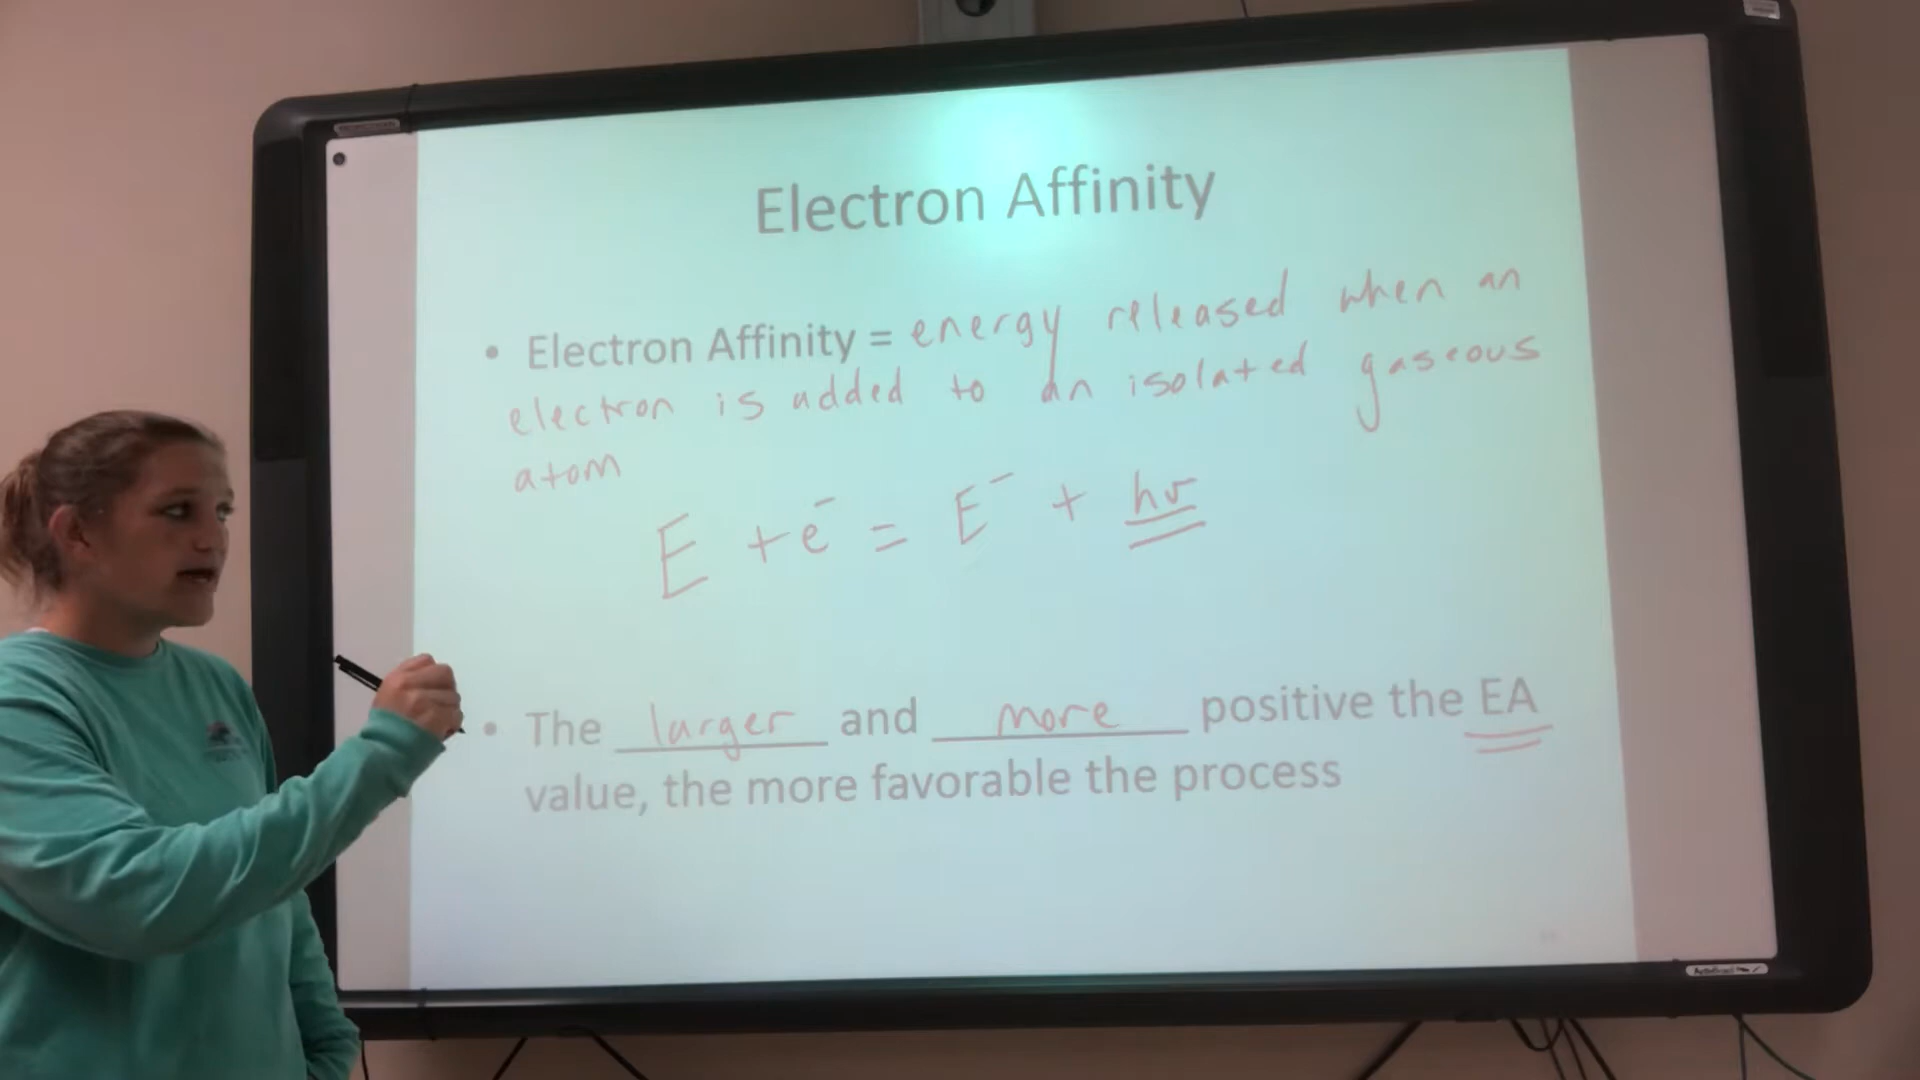 Electron Affinity
• Electron Affinity = energy released when an
electron is added to an isolated gaseous
atom
E + e⁻ = E⁻ + hν
• The larger and more positive the EA
value, the more favorable the process